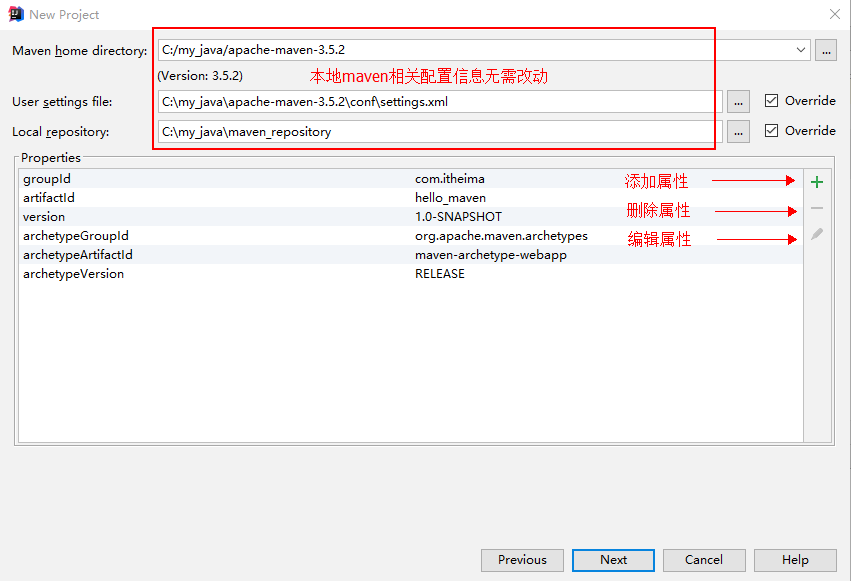 New Project
Maven home directory: C:/my_java/apache-maven-3.5.2 ...
(Version: 3.5.2) 本地maven相关配置信息无需改动
User settings file: C:\my_java\apache-maven-3.5.2\conf\settings.xml ... Override
Local repository: C:\my_java\maven_repository ... Override
Properties
groupId com.itheima 添加属性
artifactId hello_maven
version 1.0-SNAPSHOT 删除属性
archetypeGroupId org.apache.maven.archetypes 编辑属性
archetypeArtifactId maven-archetype-webapp
archetypeVersion RELEASE
Previous Next Cancel Help